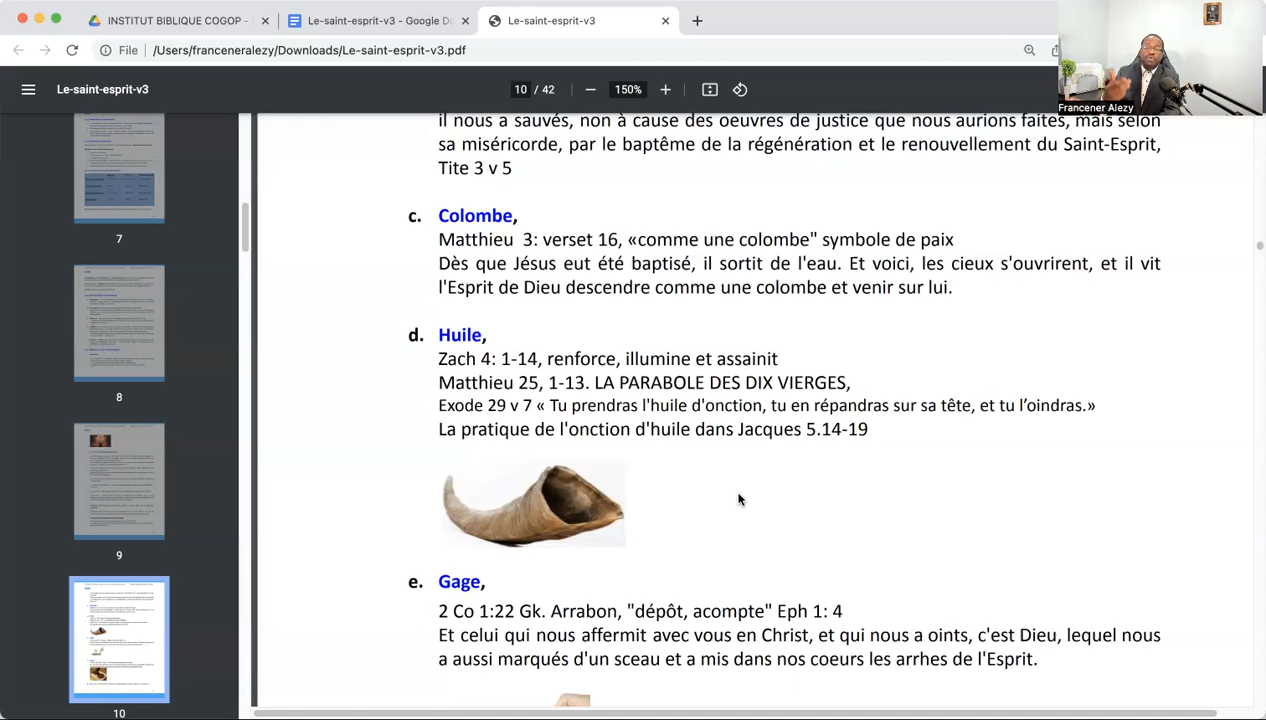 INSTITUT BIBLIQUE COGOP -
Le-saint-esprit-v3 - Google Do
Le-saint-esprit-v3
File
/Users/franceneralezy/Downloads/Le-saint-esprit-v3.pdf
Le-saint-esprit-v3
10 / 42
150%
Francener Alezy
7
8
9
10
il nous a sauvés, non à cause des oeuvres de justice que nous aurions faites, mais selon
sa miséricorde, par le baptême de la régénération et le renouvellement du Saint-Esprit,
Tite 3 v 5
c. Colombe,
Matthieu 3: verset 16, «comme une colombe" symbole de paix
Dès que Jésus eut été baptisé, il sortit de l'eau. Et voici, les cieux s'ouvrirent, et il vit
l'Esprit de Dieu descendre comme une colombe et venir sur lui.
d. Huile,
Zach 4: 1-14, renforce, illumine et assainit
Matthieu 25, 1-13. LA PARABOLE DES DIX VIERGES,
Exode 29 v 7 « Tu prendras l'huile d'onction, tu en répandras sur sa tête, et tu l’oindras.»
La pratique de l'onction d'huile dans Jacques 5.14-19
e. Gage,
2 Co 1:22 Gk. Arrabon, "dépôt, acompte" Eph 1: 4
Et celui qui nous affermit avec vous en Christ, et qui nous a oints, c'est Dieu, lequel nous
a aussi marqués d'un sceau et a mis dans nos coeurs les arrhes de l'Esprit.